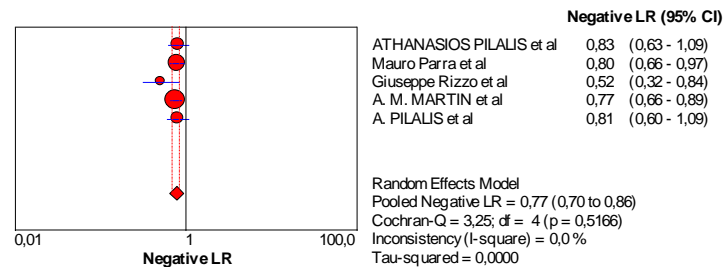 Negative LR (95% CI)
ATHANASIOS PILALIS et al 0,83 (0,63 - 1,09)
Mauro Parra et al 0,80 (0,66 - 0,97)
Giuseppe Rizzo et al 0,52 (0,32 - 0,84)
A. M. MARTIN et al 0,77 (0,66 - 0,89)
A. PILALIS et al 0,81 (0,60 - 1,09)
Random Effects Model
Pooled Negative LR = 0,77 (0,70 to 0,86)
Cochran-Q = 3,25; df = 4 (p = 0,5166)
Inconsistency (I-square) = 0,0 %
Tau-squared = 0,0000
0,01 1 100,0
Negative LR